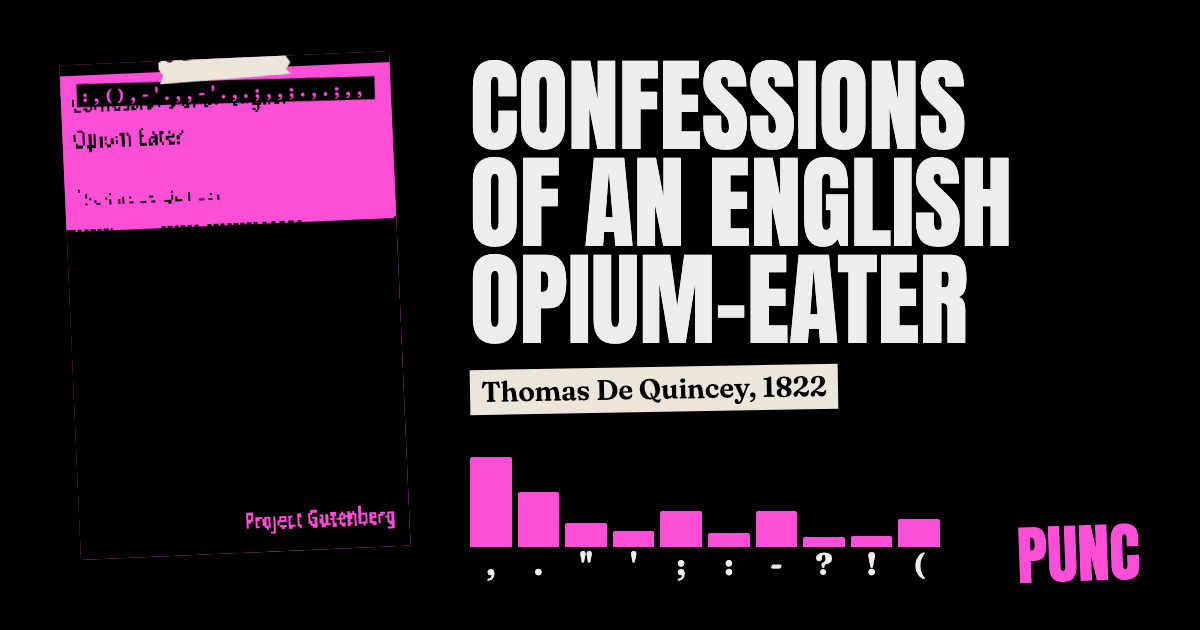 :,(),-'.,,-'.,.;,,;.,.;,,
Opium Eater
Project Gutenberg
CONFESSIONS
OF AN ENGLISH
OPIUM-EATER
Thomas De Quincey, 1822
, . " ' ; : - ? ! (
PUNC